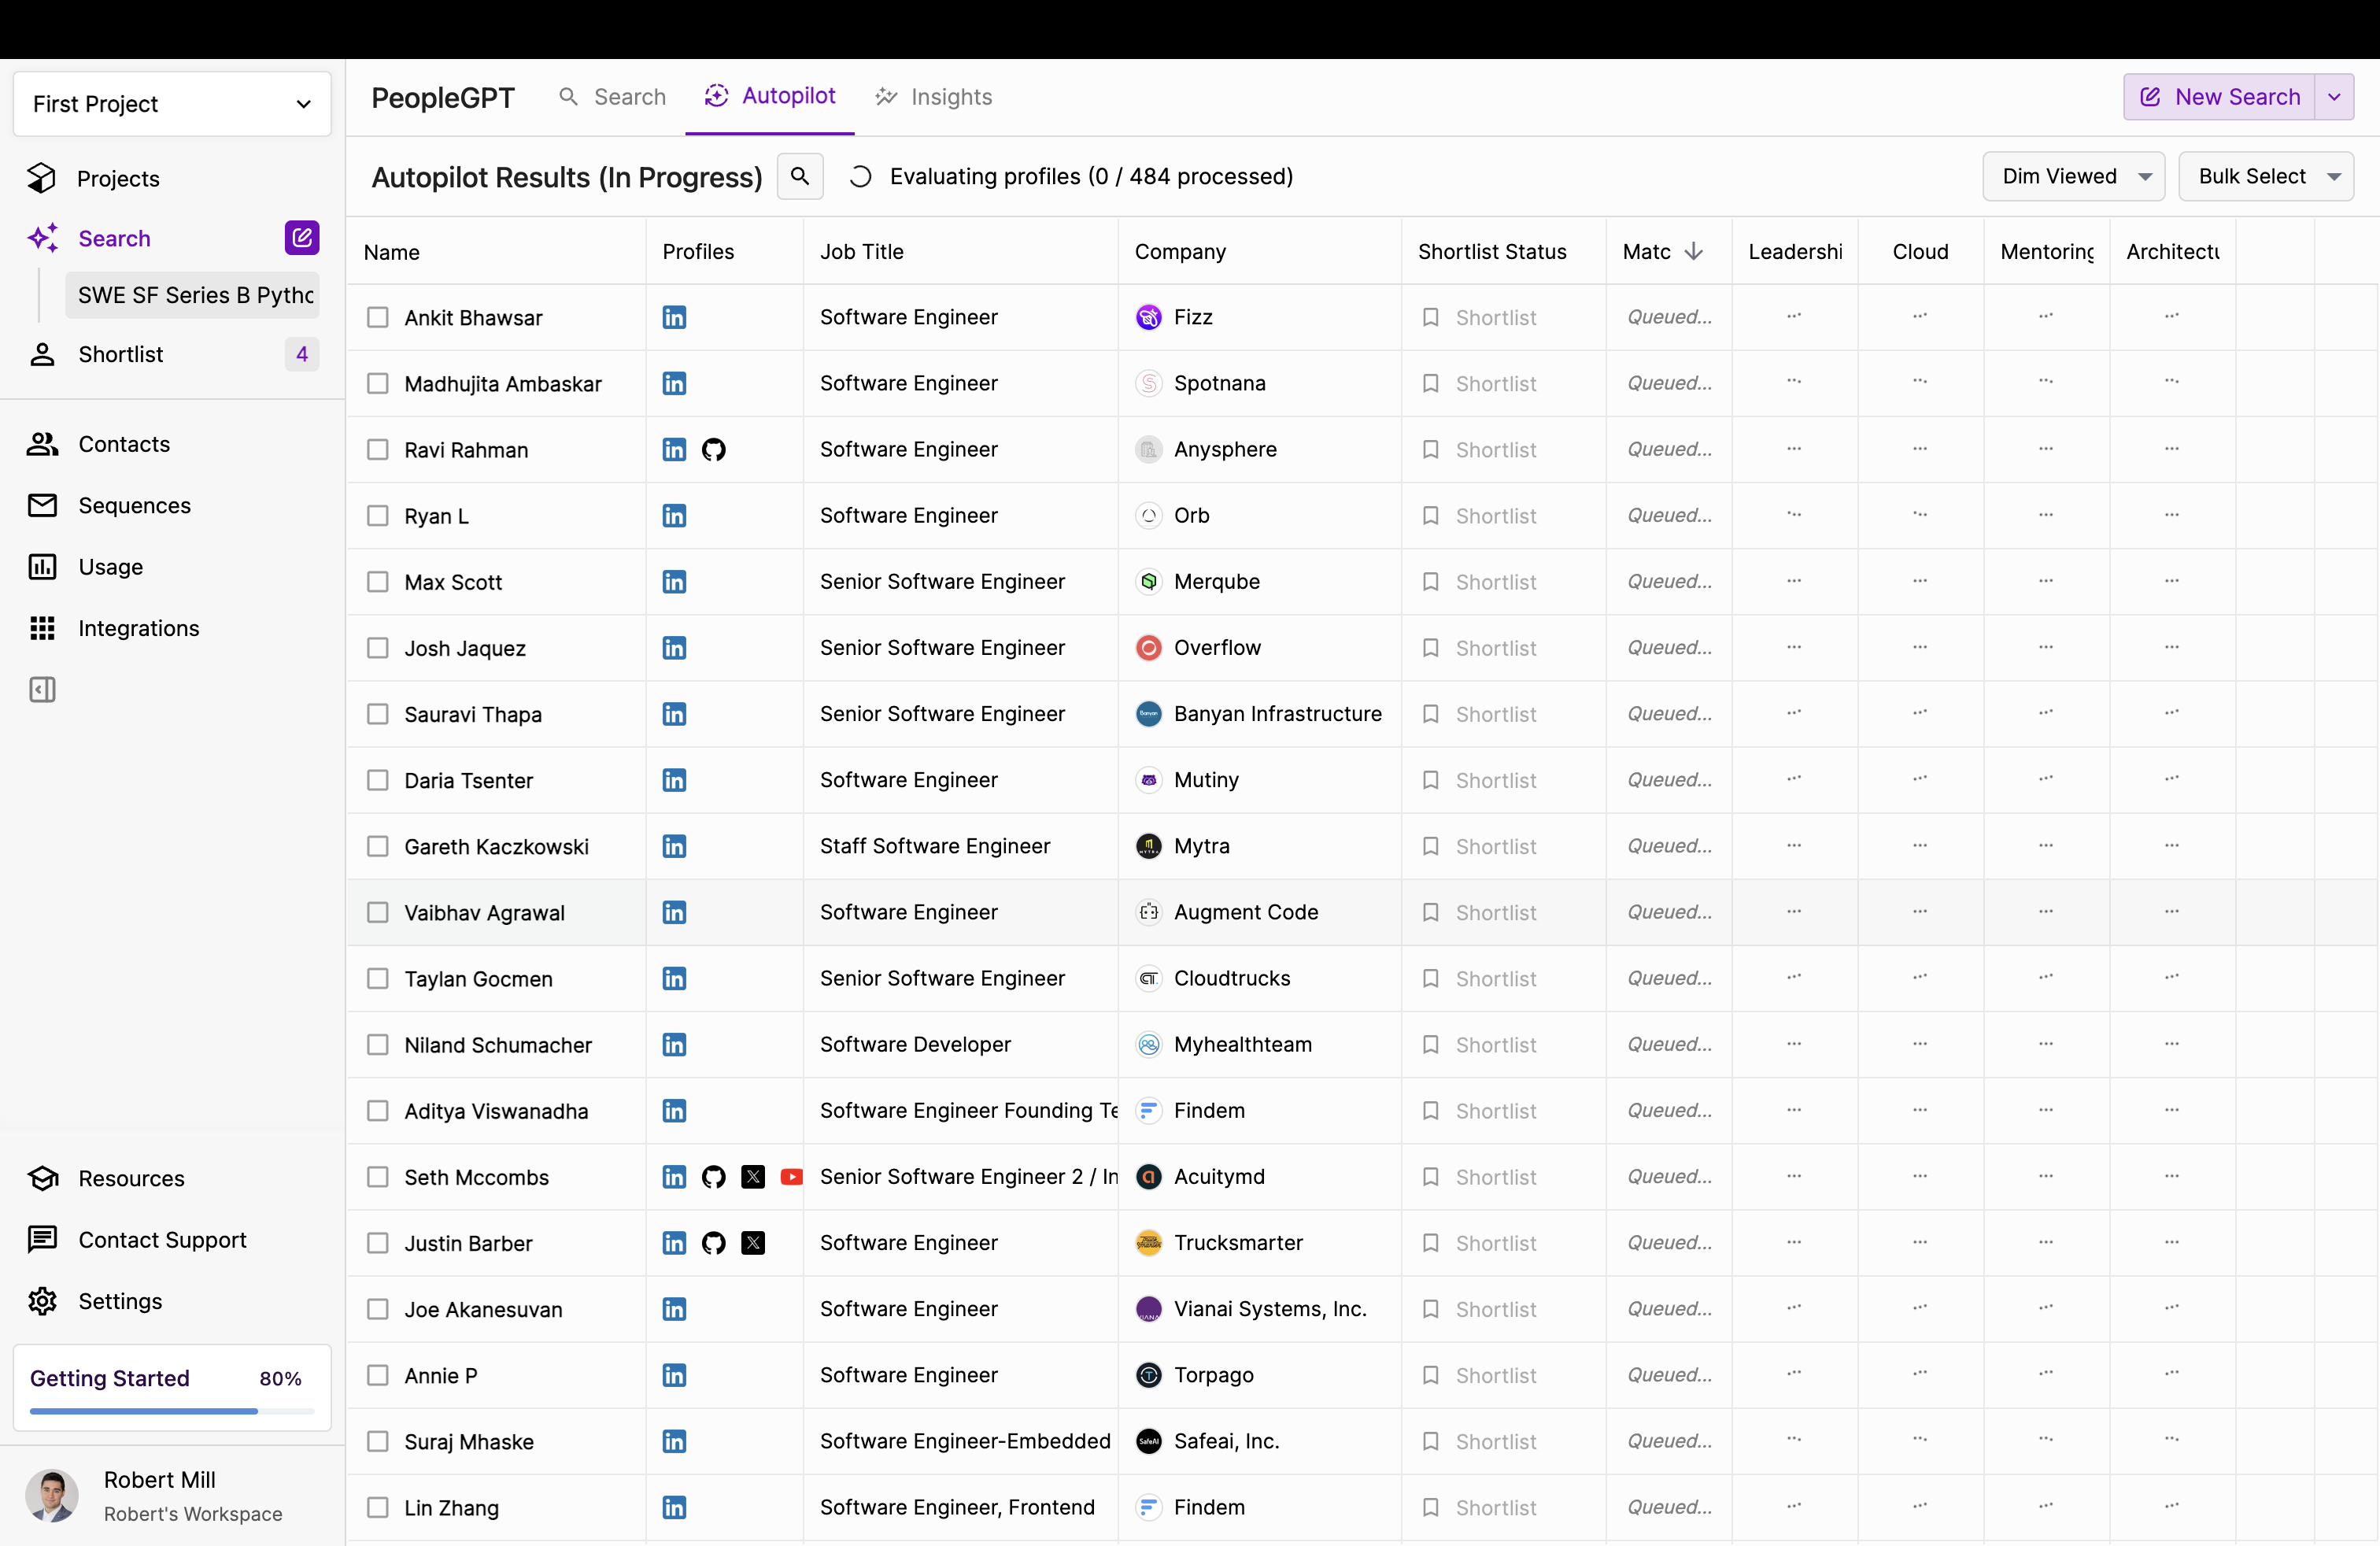 First Project
PeopleGPT
Search
Autopilot
Insights
New Search
Projects
Search
SWE SF Series B Pytho
Shortlist 4
Contacts
Sequences
Usage
Integrations
Resources
Contact Support
Settings
Getting Started 80%
Robert Mill
Robert's Workspace
Autopilot Results (In Progress)
Evaluating profiles (0 / 484 processed)
Dim Viewed
Bulk Select
Name Profiles Job Title Company Shortlist Status Matc Leadershi Cloud Mentoring Architectu
Ankit Bhawsar Software Engineer Fizz Shortlist Queued... ...
Madhujita Ambaskar Software Engineer Spotnana Shortlist Queued...
Ravi Rahman Software Engineer Anysphere Shortlist Queued...
Ryan L Software Engineer Orb Shortlist Queued...
Max Scott Senior Software Engineer Merqube Shortlist Queued...
Josh Jaquez Senior Software Engineer Overflow Shortlist Queued...
Sauravi Thapa Senior Software Engineer Banyan Infrastructure Shortlist Queued...
Daria Tsenter Software Engineer Mutiny Shortlist Queued...
Gareth Kaczkowski Staff Software Engineer Mytra Shortlist Queued...
Vaibhav Agrawal Software Engineer Augment Code Shortlist Queued...
Taylan Gocmen Senior Software Engineer Cloudtrucks Shortlist Queued...
Niland Schumacher Software Developer Myhealthteam Shortlist Queued...
Aditya Viswanadha Software Engineer Founding Te Findem Shortlist Queued...
Seth Mccombs Senior Software Engineer 2 / In Acuitymd Shortlist Queued...
Justin Barber Software Engineer Trucksmarter Shortlist Queued...
Joe Akanesuvan Software Engineer Vianai Systems, Inc. Shortlist Queued...
Annie P Software Engineer Torpago Shortlist Queued...
Suraj Mhaske Software Engineer-Embedded Safeai, Inc. Shortlist Queued...
Lin Zhang Software Engineer, Frontend Findem Shortlist Queued...